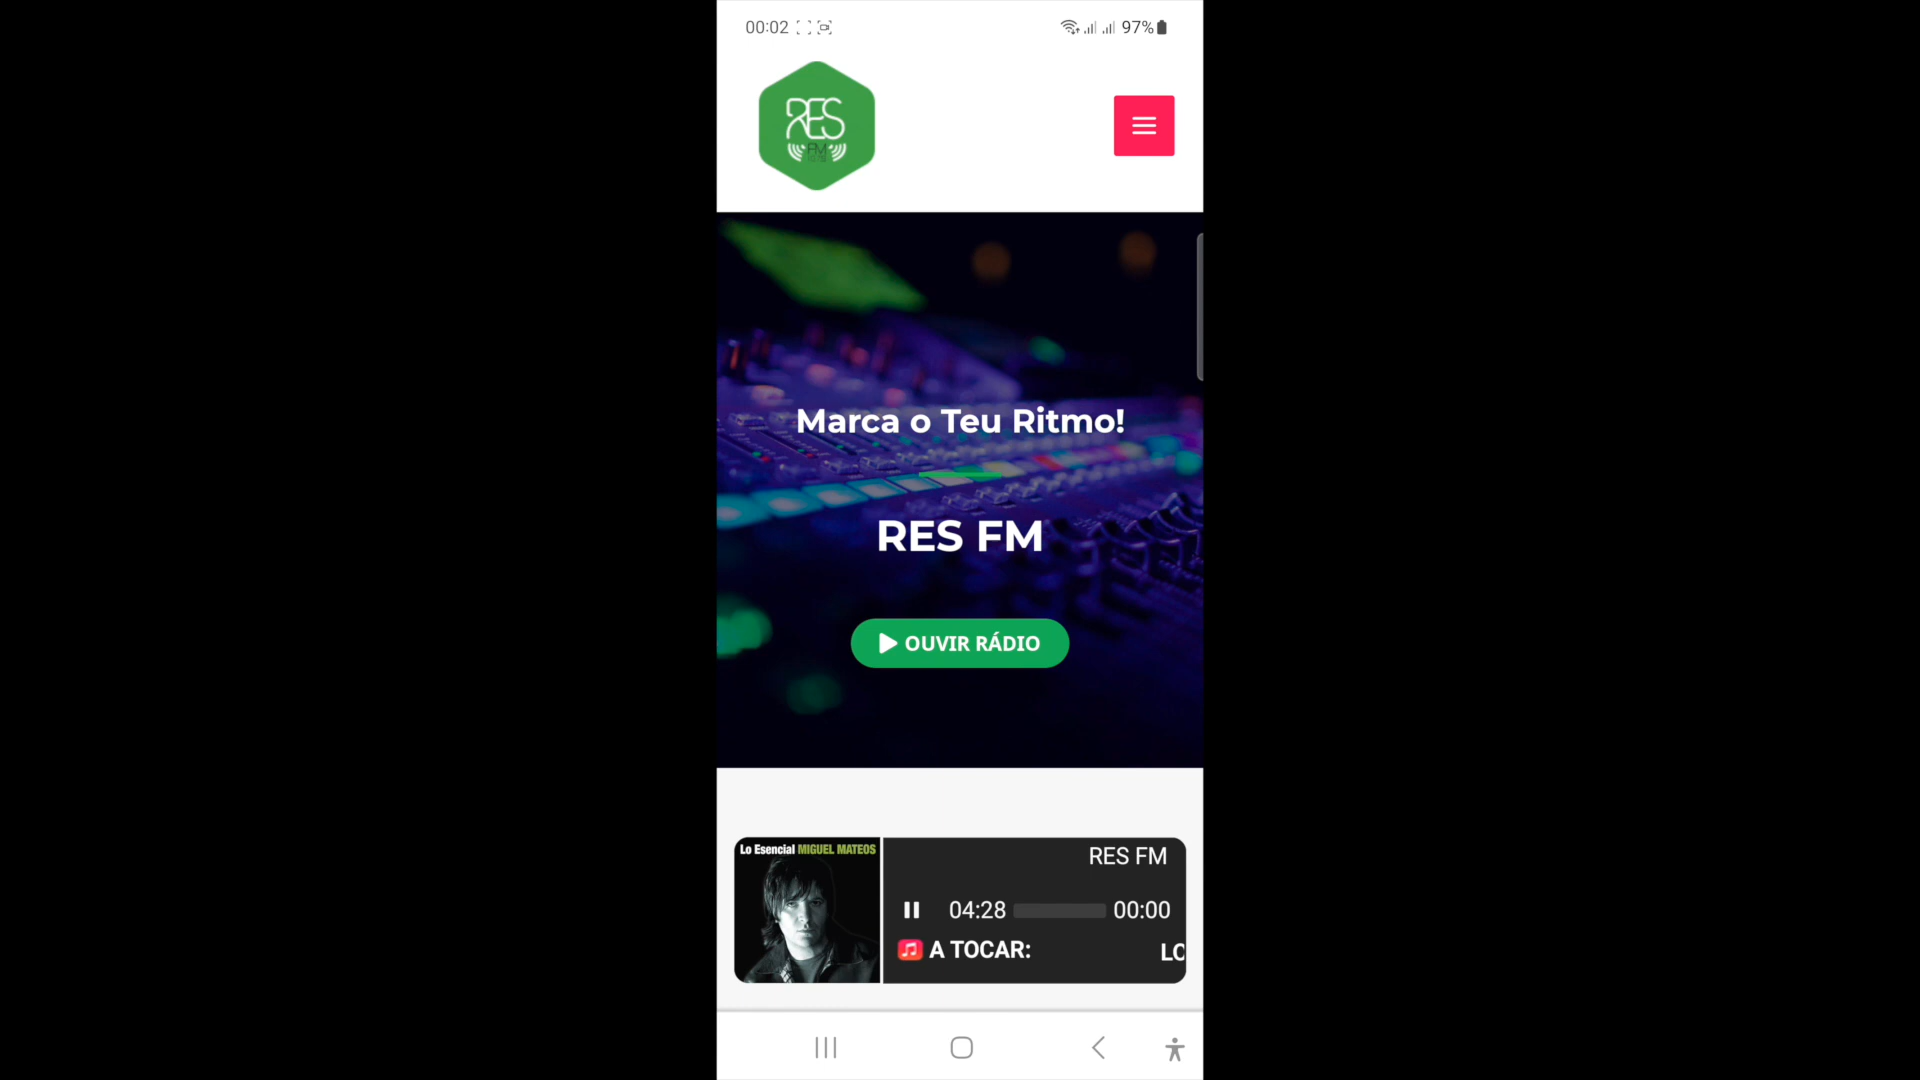 00:02
97%
RES
FM
Marca o Teu Ritmo!
RES FM
OUVIR RÁDIO
Lo Esencial MIGUEL MATEOS
RES FM
04:28 00:00
A TOCAR: LO